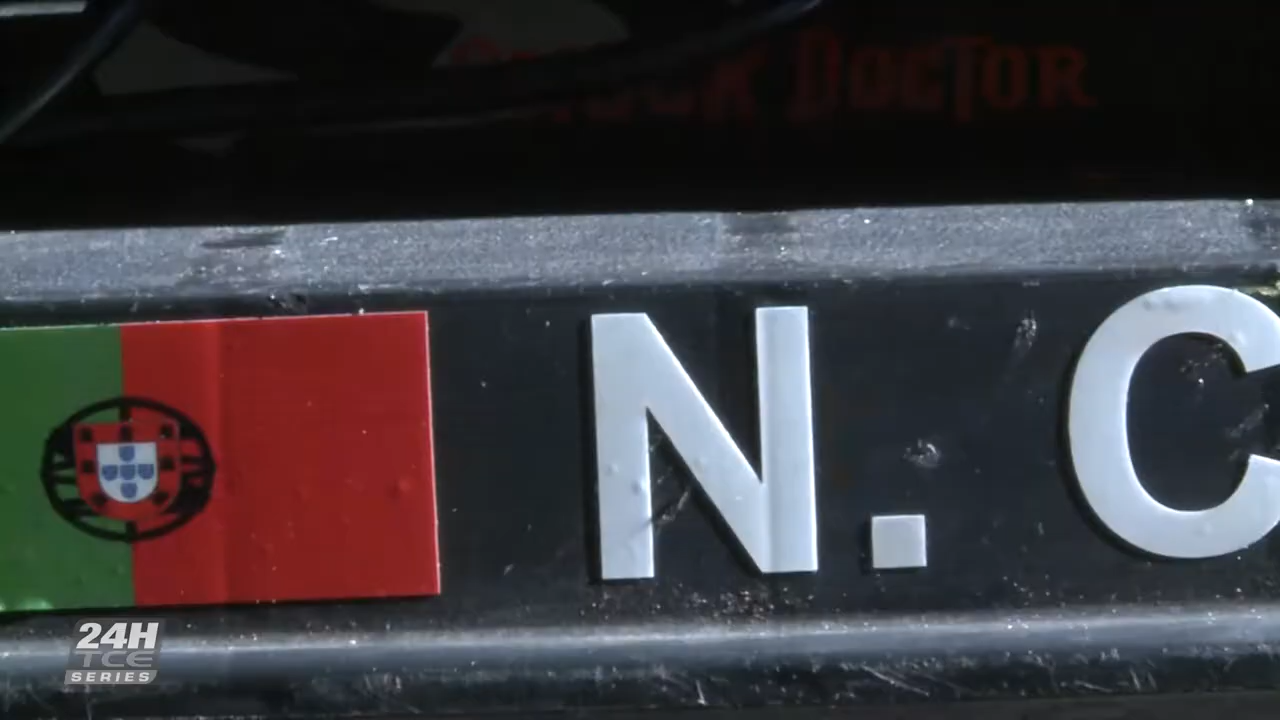 DOCTOR
N. C
24H
TCE
SERIES